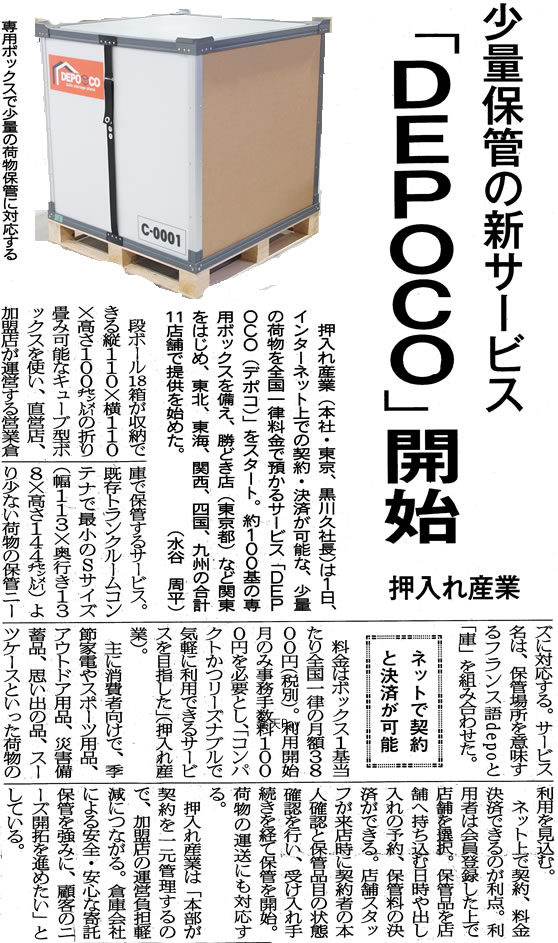 少量保管の新サービス
「DEPOCO」開始
押入れ産業
専用ボックスで少量の荷物保管に対応する
DEPO CO
C-0001
押入れ産業（本社・東京、黒川久社長）は1日、
インターネット上での契約・決済が可能な、少量
の荷物を全国一律料金で預かるサービス「DEP
OCO（デポコ）」をスタート。約100基の専
用ボックスを備え、勝どき店（東京都）など関東
をはじめ、東北、東海、関西、四国、九州の合計
11店舗で提供を始めた。
（水谷 周平）
段ボール18箱が収納で
きる縦110×横110
×高さ100㌢㍍の折り
畳み可能なキューブ型ボ
ックスを使い、直営店、
加盟店が運営する営業倉
庫で保管するサービス。
既存トランクルームコン
テナで最小のSサイズ
（幅113×奥行き13
8×高さ144㌢㍍）よ
り少ない荷物の保管ニー
ズに対応する。サービス
名は、保管場所を意味す
るフランス語depoと
「庫」を組み合わせた。
ネットで契約
と決済が可能
料金はボックス1基当
たり全国一律の月額38
00円（税別）。利用開始
月のみ事務手数料100
0円を必要とし、「コンパ
クトかつリーズナブルで
気軽に利用できるサービ
スを目指した」（押入れ産
業）。
主に消費者向けで、季
節家電やスポーツ用品、
アウトドア用品、災害備
蓄品、思い出の品、スー
ツケースといった荷物の
利用を見込む。
ネット上で契約、料金
決済できるのが利点。利
用者は会員登録した上で
店舗を選択。保管品を店
舗へ持ち込む日時や出し
入れの予約、保管料の決
済ができる。店舗スタッ
フが来店時に契約者の本
人確認と保管品目の状態
確認を行い、受け入れ手
続きを経て保管を開始。
荷物の運送にも対応す
る。
押入れ産業は「本部が
契約を一元管理するの
で、加盟店の運営負担軽
減につながる。倉庫会社
による安全・安心な寄託
保管を強みに、顧客のニ
ーズ開拓を進めたい」と
している。